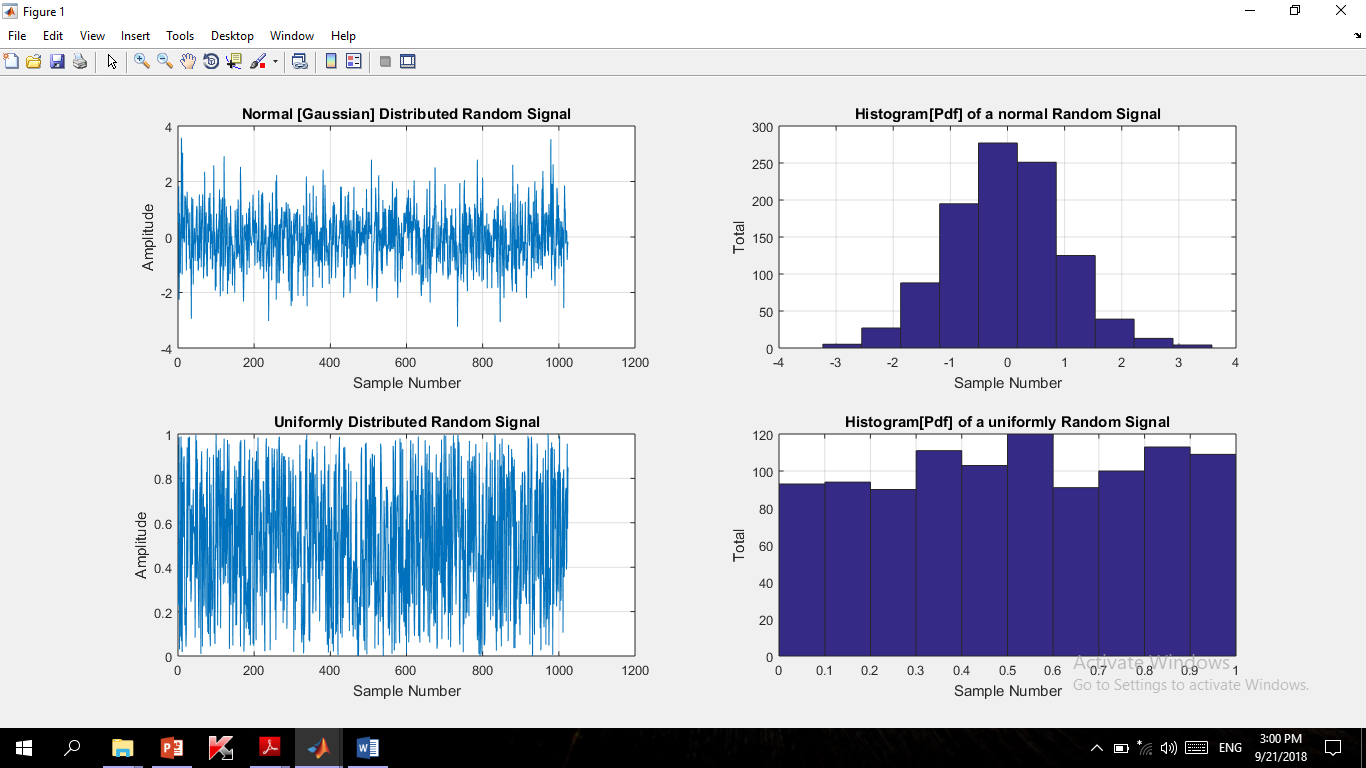 Figure 1
File Edit View Insert Tools Desktop Window Help
Normal [Gaussian] Distributed Random Signal
4
2
0
-2
-4
Amplitude
0 200 400 600 800 1000 1200
Sample Number
Histogram[Pdf] of a normal Random Signal
300
250
200
150
100
50
0
Total
-4 -3 -2 -1 0 1 2 3 4
Sample Number
Uniformly Distributed Random Signal
1
0.8
0.6
0.4
0.2
0
Amplitude
0 200 400 600 800 1000 1200
Sample Number
Histogram[Pdf] of a uniformly Random Signal
120
100
80
60
40
20
0
Total
0 0.1 0.2 0.3 0.4 0.5 0.6 0.7 0.8 0.9 1
Sample Number
Activate Windows
Go to Settings to activate Windows.
ENG
3:00 PM
9/21/2018